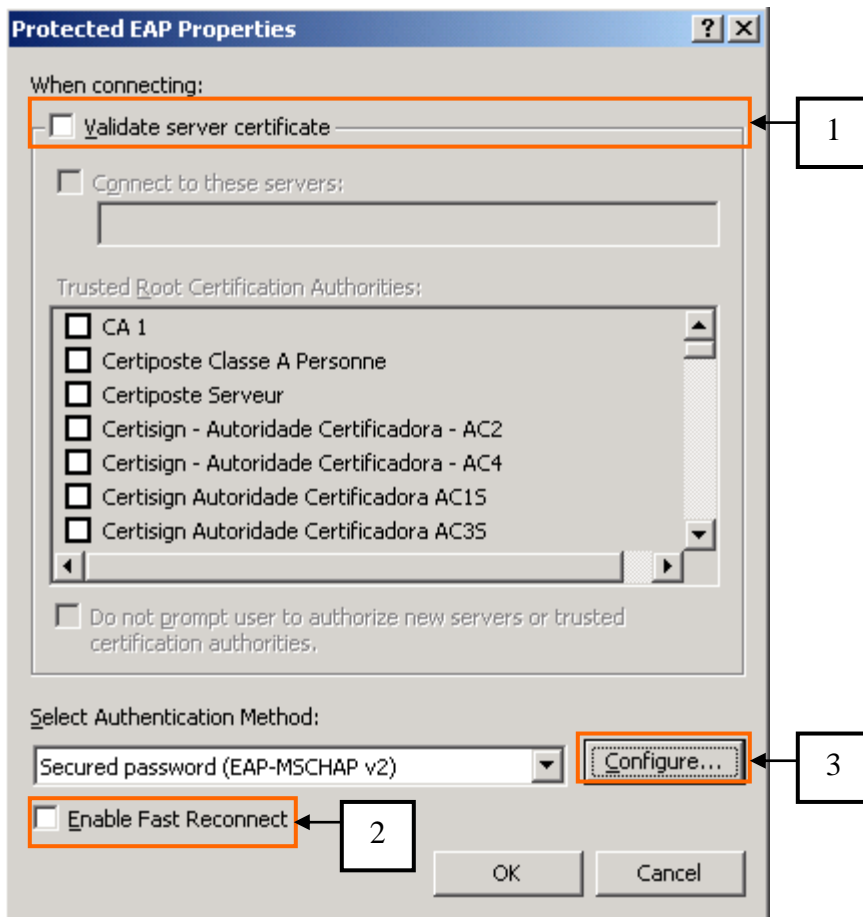 Protected EAP Properties
When connecting:
Validate server certificate
1
Connect to these servers:
Trusted Root Certification Authorities:
CA 1
Certiposte Classe A Personne
Certiposte Serveur
Certisign - Autoridade Certificadora - AC2
Certisign - Autoridade Certificadora - AC4
Certisign Autoridade Certificadora AC1S
Certisign Autoridade Certificadora AC3S
Do not prompt user to authorize new servers or trusted
certification authorities.
Select Authentication Method:
Secured password (EAP-MSCHAP v2)
Configure...
3
Enable Fast Reconnect
2
OK
Cancel